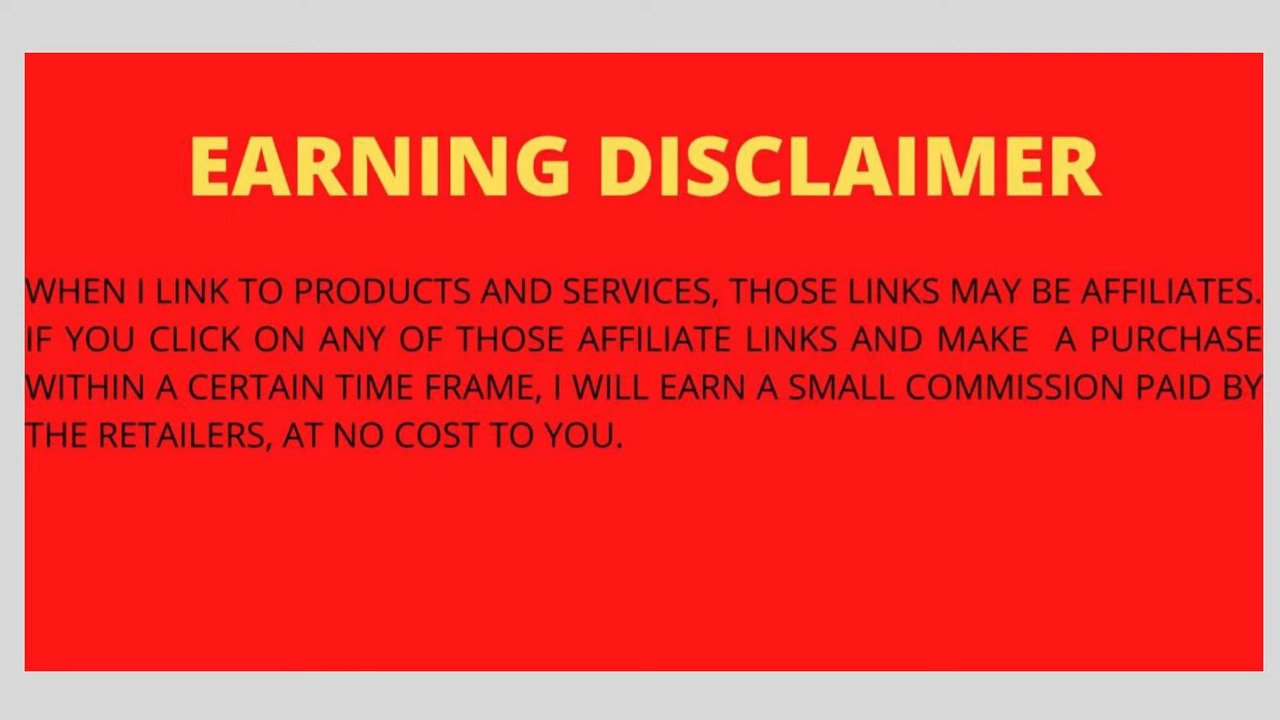 EARNING DISCLAIMER
WHEN I LINK TO PRODUCTS AND SERVICES, THOSE LINKS MAY BE AFFILIATES.
IF YOU CLICK ON ANY OF THOSE AFFILIATE LINKS AND MAKE A PURCHASE
WITHIN A CERTAIN TIME FRAME, I WILL EARN A SMALL COMMISSION PAID BY
THE RETAILERS, AT NO COST TO YOU.